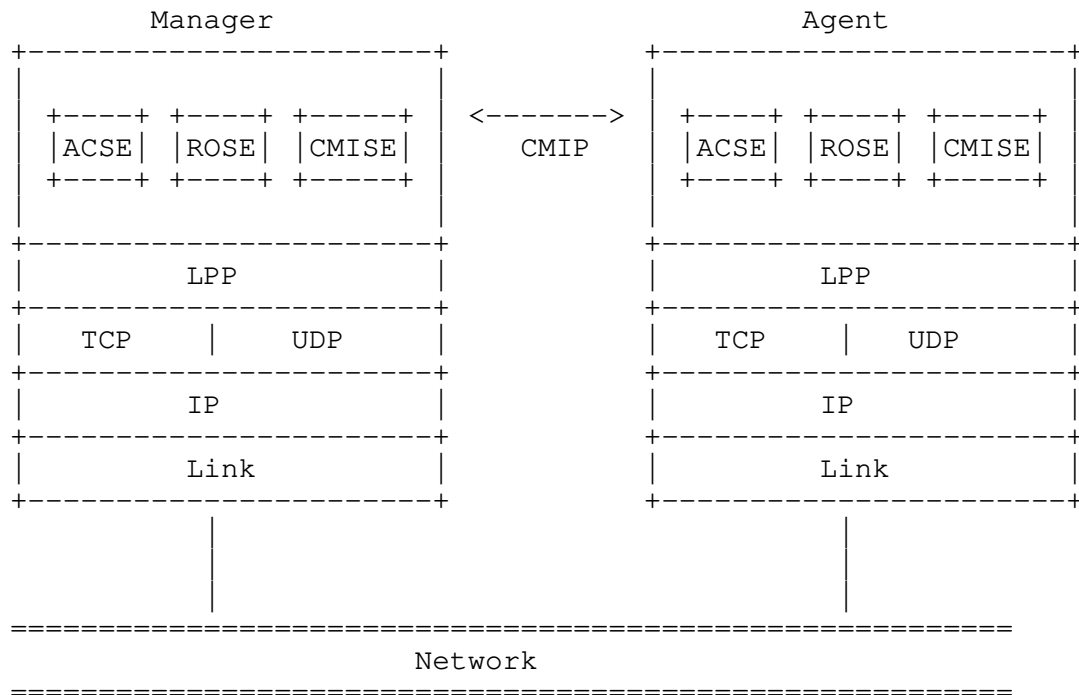 Manager Agent
ACSE ROSE CMISE <-------> ACSE ROSE CMISE
CMIP
LPP LPP
TCP | UDP TCP | UDP
IP IP
Link Link
Network